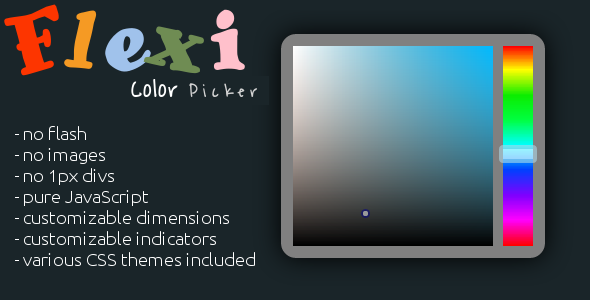 Flexi
Color Picker
- no flash
- no images
- no 1px divs
- pure JavaScript
- customizable dimensions
- customizable indicators
- various CSS themes included